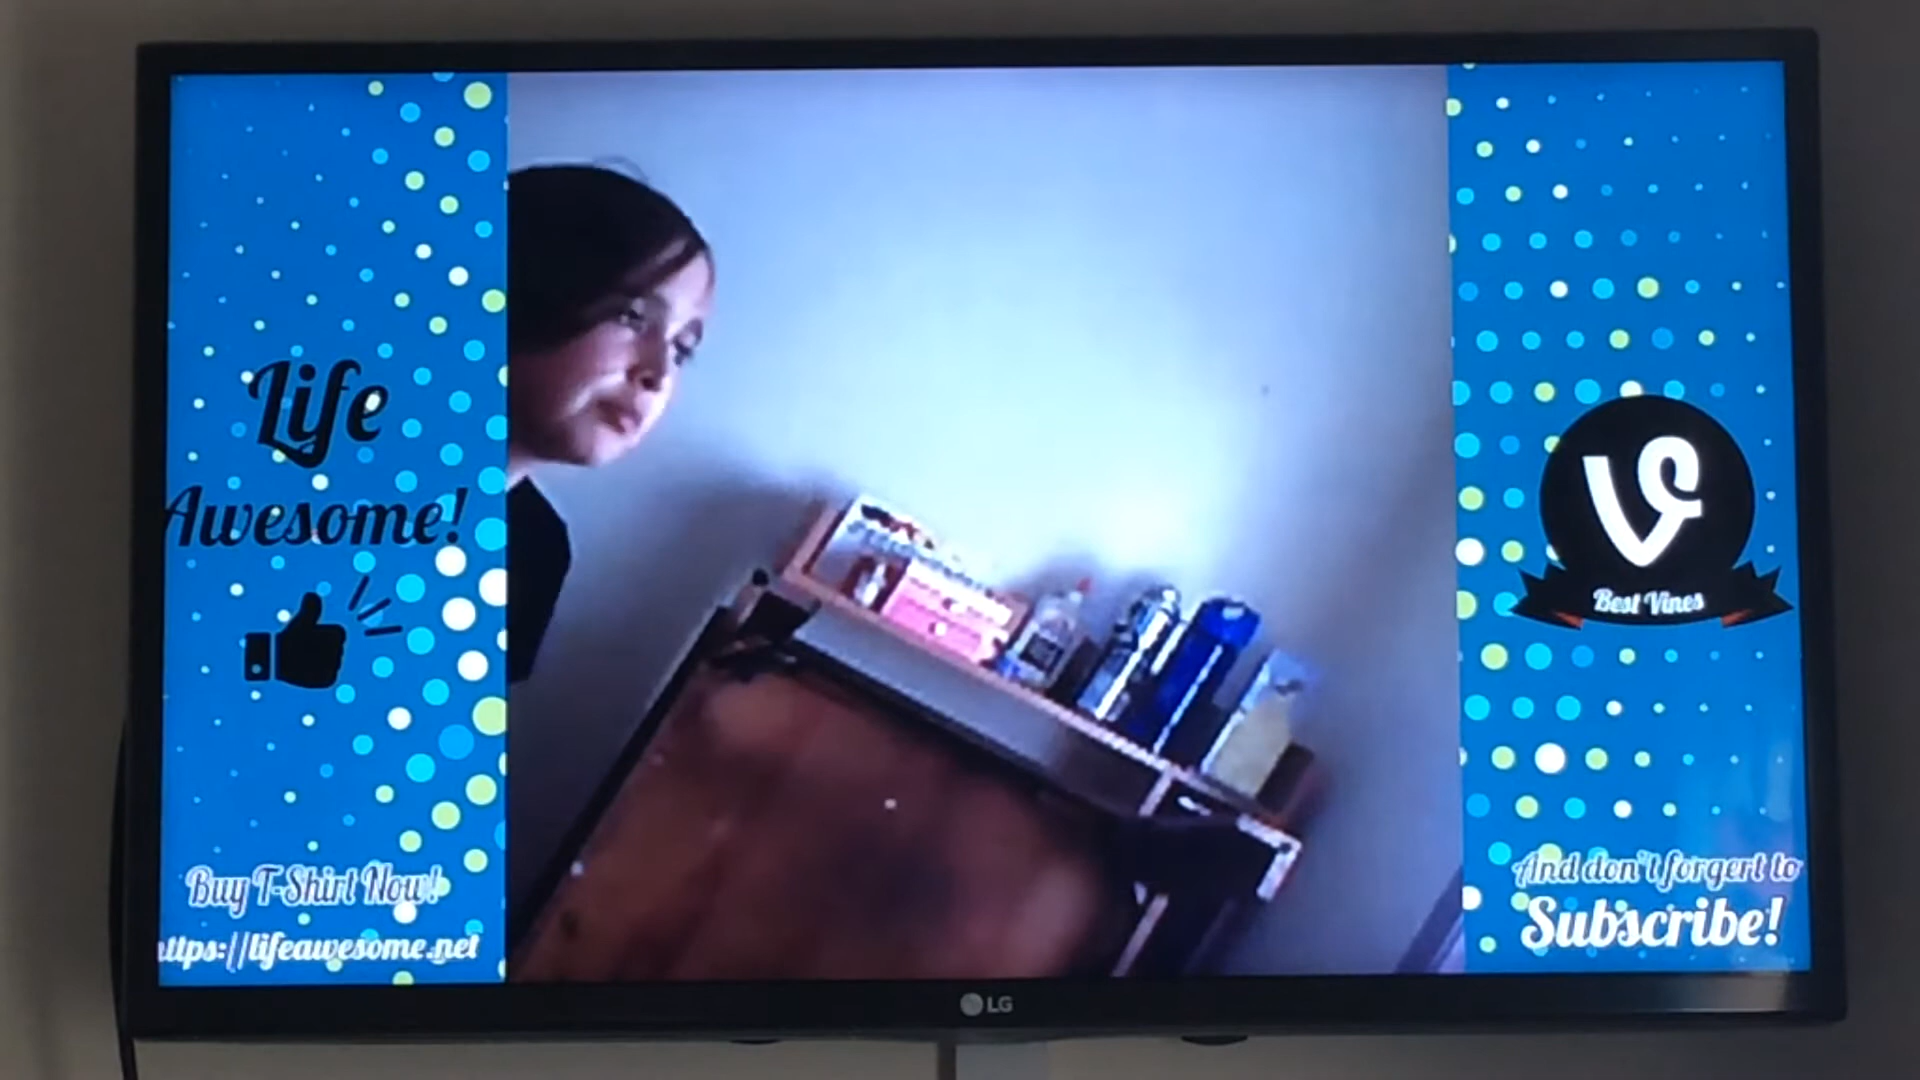 Life
Awesome!
Buy T-Shirt Now!
ttps://lifeawesome.net
Best Vines
And don't forgert to
Subscribe!
LG